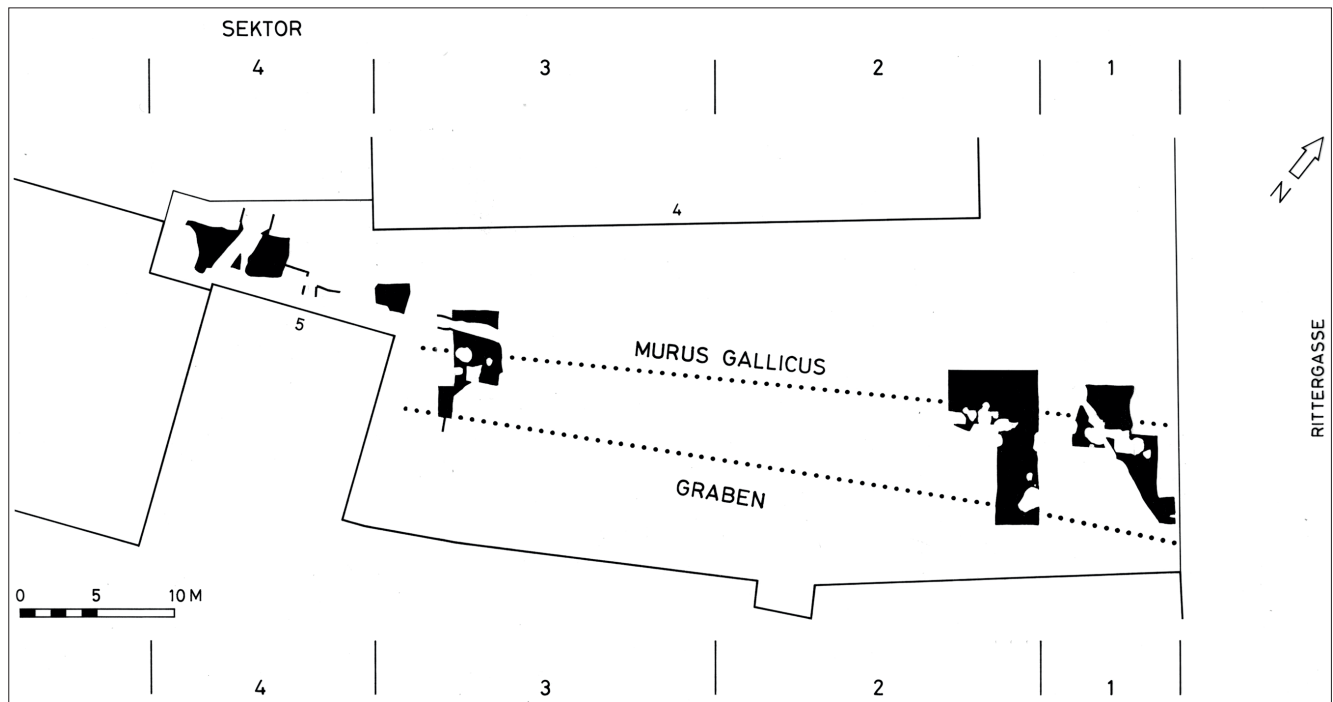 SEKTOR
4 3 2 1
N
4
5
MURUS GALLICUS
GRABEN
RITTERGASSE
0 5 10 M
4 3 2 1